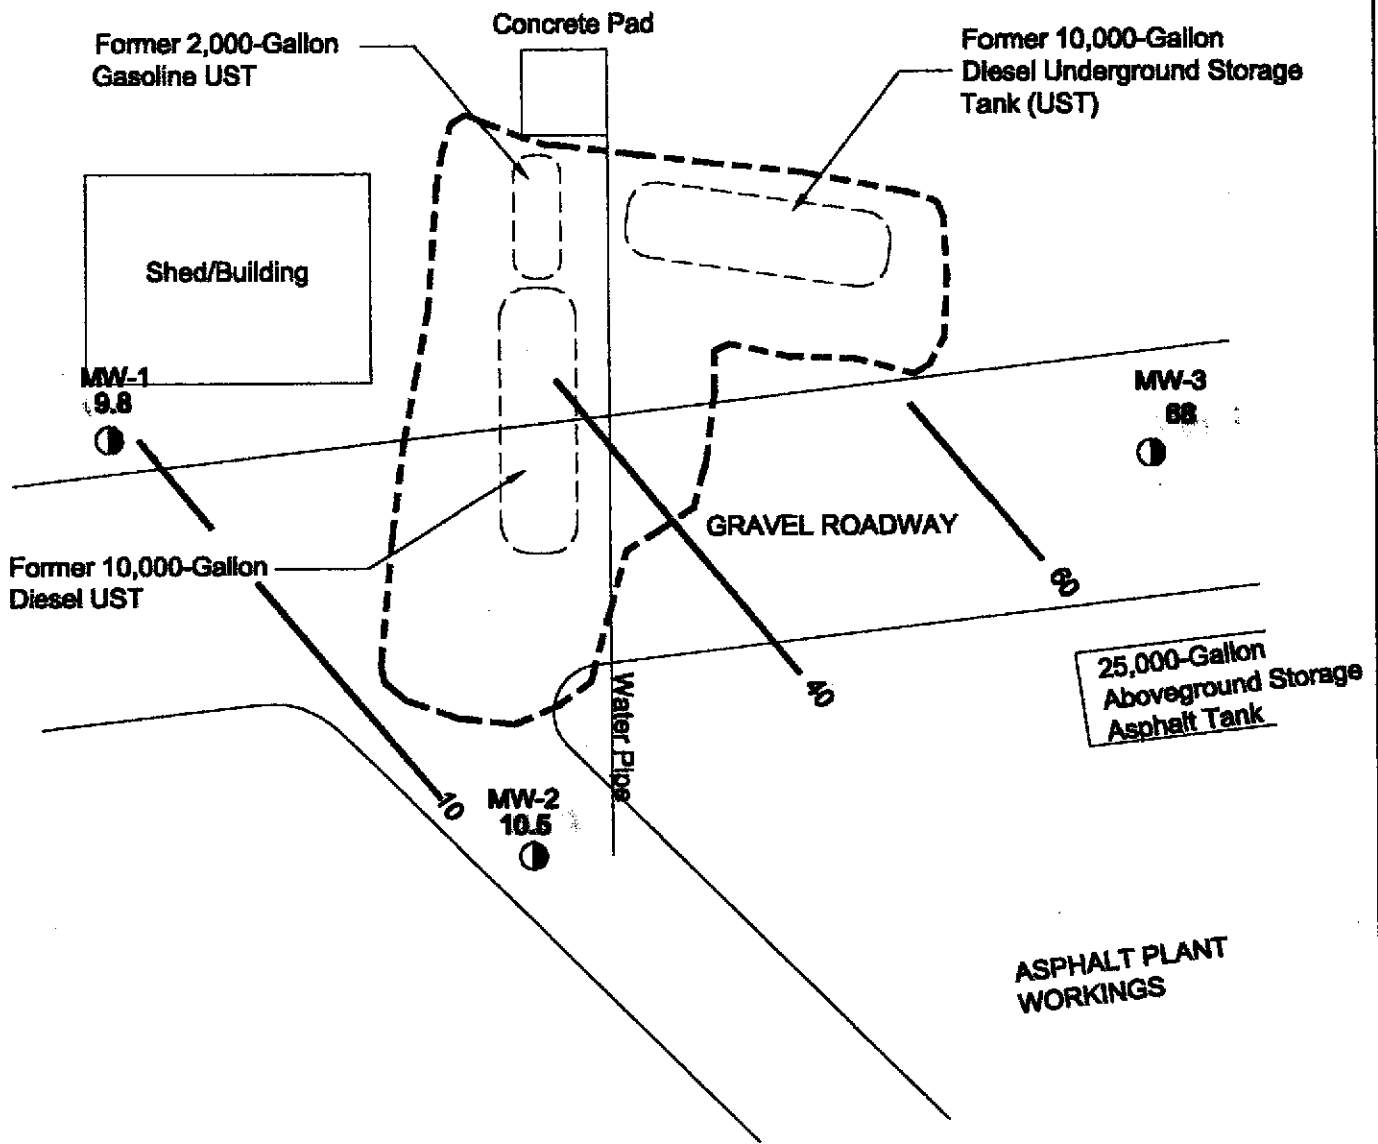 Concrete Pad
Former 2,000-Gallon
Gasoline UST
Former 10,000-Gallon
Diesel Underground Storage
Tank (UST)
Shed/Building
MW-1
9.8
MW-3
68
GRAVEL ROADWAY
Former 10,000-Gallon
Diesel UST
60
40
25,000-Gallon
Aboveground Storage
Asphalt Tank
Water Pipe
10
MW-2
10.5
ASPHALT PLANT
WORKINGS